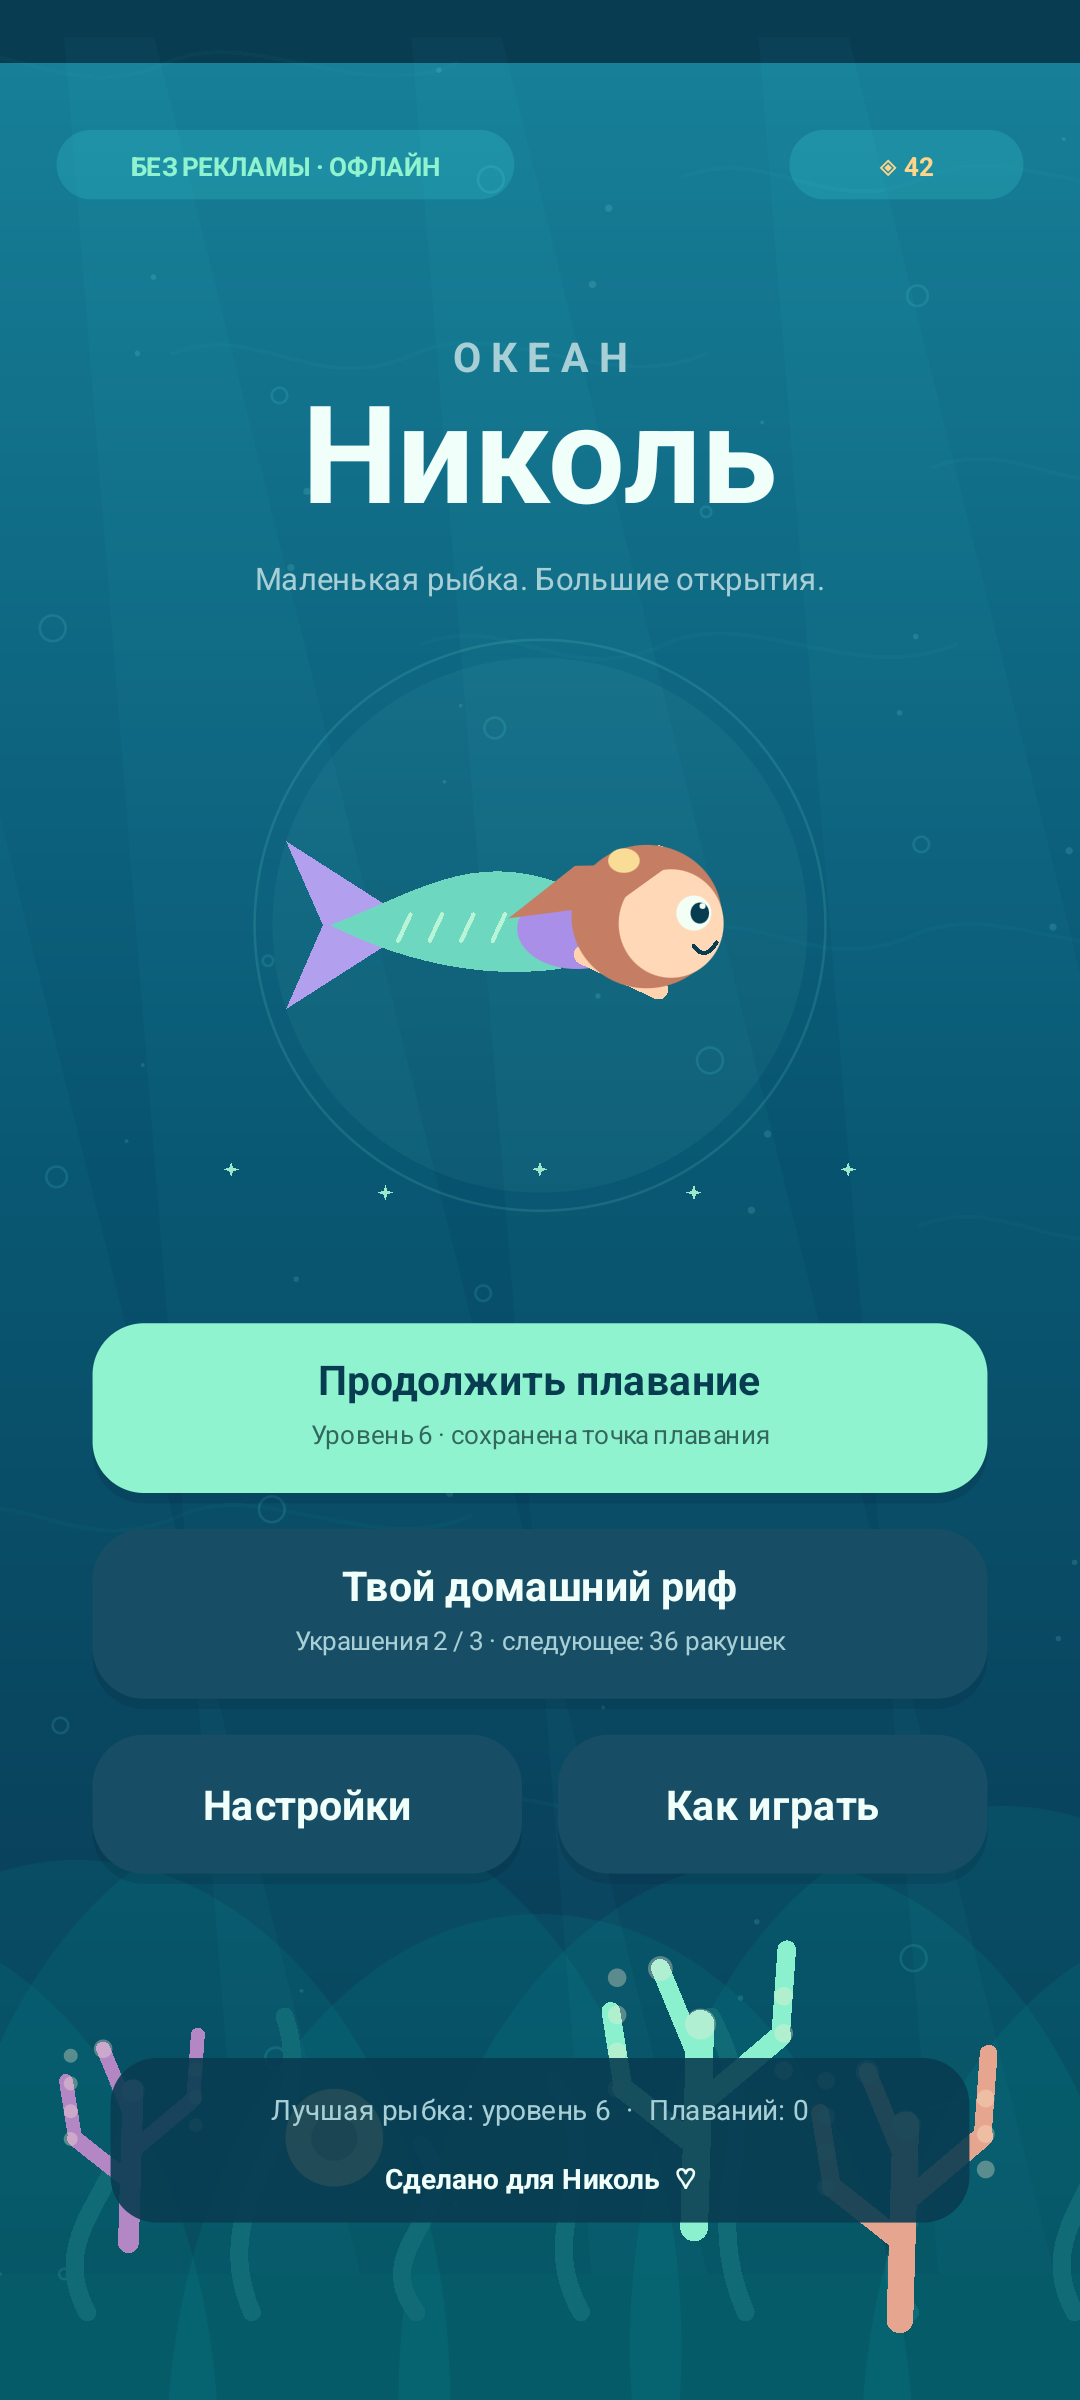 БЕЗ РЕКЛАМЫ · ОФЛАЙН
◈ 42
ОКЕАН
Николь
Маленькая рыбка. Большие открытия.
Продолжить плавание
Уровень 6 · сохранена точка плавания
Твой домашний риф
Украшения 2 / 3 · следующее: 36 ракушек
Настройки
Как играть
Лучшая рыбка: уровень 6 · Плаваний: 0
Сделано для Николь ♡